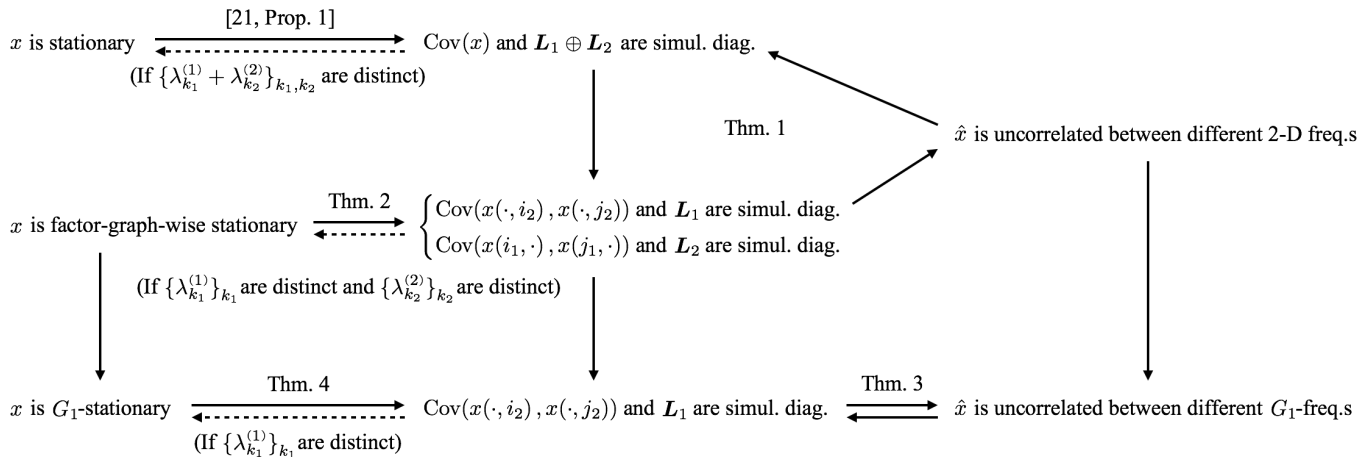 [21, Prop. 1]
x is stationary
Cov(x) and L₁ ⊕ L₂ are simul. diag.
(If {λ_{k₁}^{(1)} + λ_{k₂}^{(2)}}_{k₁,k₂} are distinct)
Thm. 1
x̂ is uncorrelated between different 2-D freq.s
Thm. 2
Cov(x(·, i₂) , x(·, j₂)) and L₁ are simul. diag.
x is factor-graph-wise stationary
Cov(x(i₁, ·) , x(j₁, ·)) and L₂ are simul. diag.
(If {λ_{k₁}^{(1)}}_{k₁} are distinct and {λ_{k₂}^{(2)}}_{k₂} are distinct)
Thm. 4
Thm. 3
x is G₁-stationary
Cov(x(·, i₂) , x(·, j₂)) and L₁ are simul. diag.
x̂ is uncorrelated between different G₁-freq.s
(If {λ_{k₁}^{(1)}}_{k₁} are distinct)